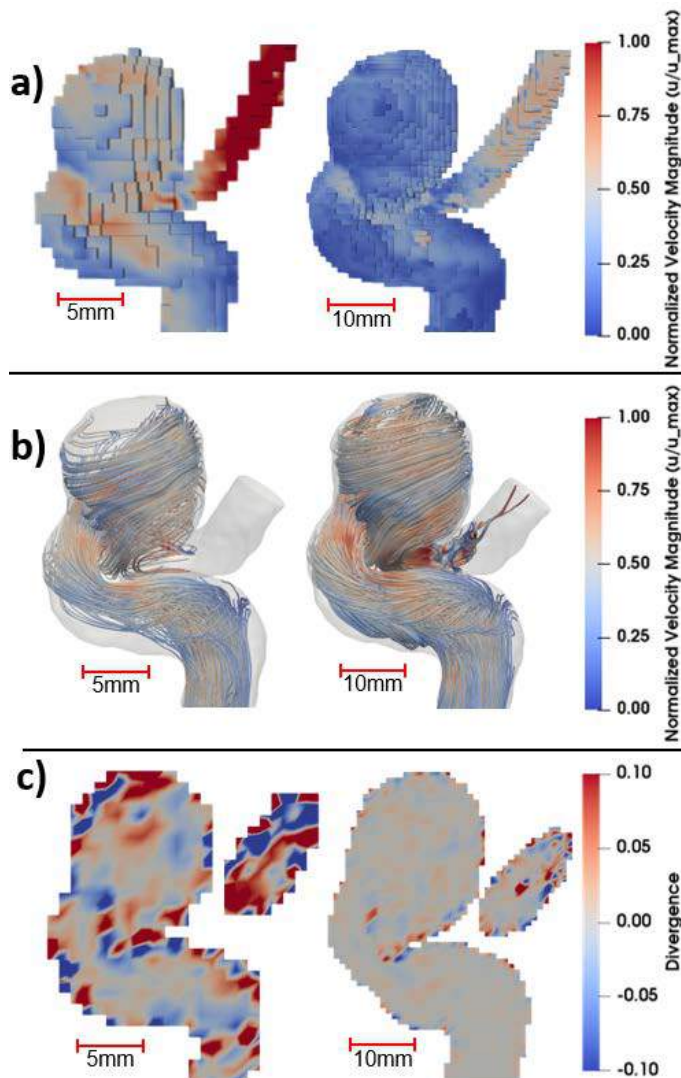 a)
5mm
10mm
1.00
0.75
0.50
0.25
0.00
Normalized Velocity Magnitude (u/u_max)
b)
5mm
10mm
1.00
0.75
0.50
0.25
0.00
Normalized Velocity Magnitude (u/u_max)
c)
5mm
10mm
0.10
0.05
0.00
-0.05
-0.10
Divergence